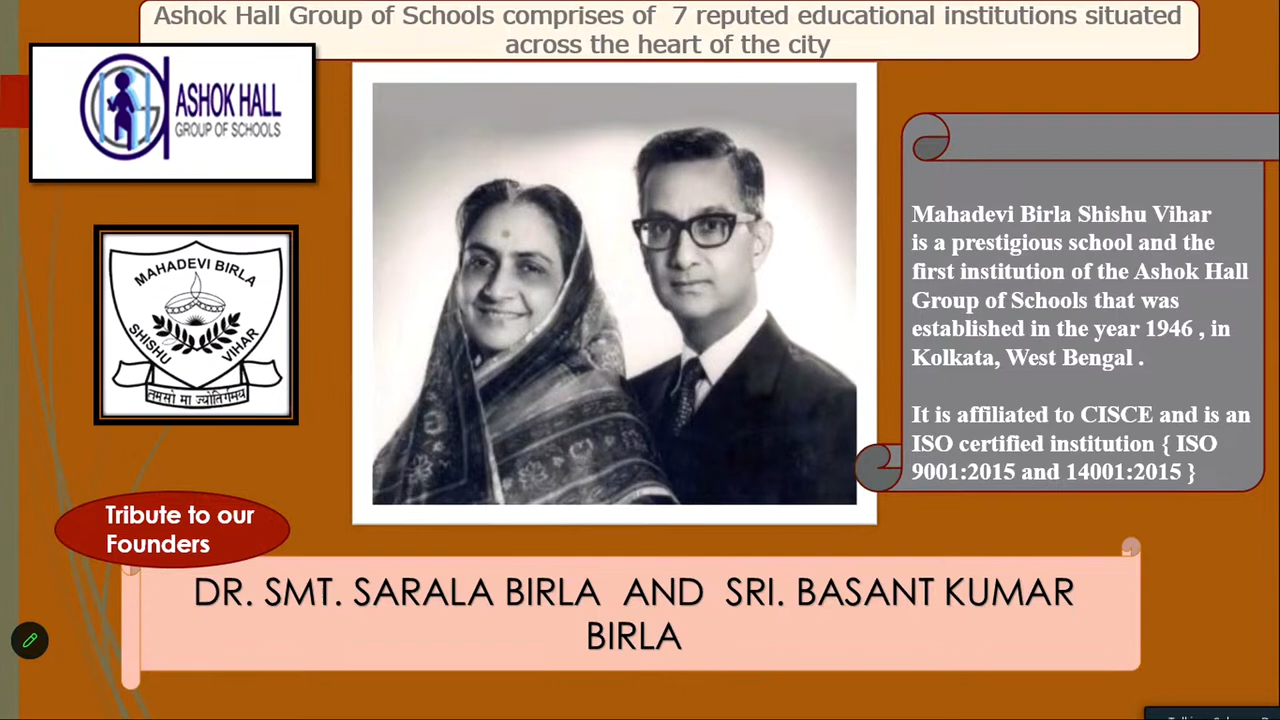 Ashok Hall Group of Schools comprises of 7 reputed educational institutions situated
across the heart of the city
ASHOK HALL
GROUP OF SCHOOLS
MAHADEVI BIRLA
SHISHU VIHAR
तमसो मा ज्योतिर्गमय
Mahadevi Birla Shishu Vihar
is a prestigious school and the
first institution of the Ashok Hall
Group of Schools that was
established in the year 1946 , in
Kolkata, West Bengal .
It is affiliated to CISCE and is an
ISO certified institution { ISO
9001:2015 and 14001:2015 }
Tribute to our
Founders
DR. SMT. SARALA BIRLA AND SRI. BASANT KUMAR
BIRLA